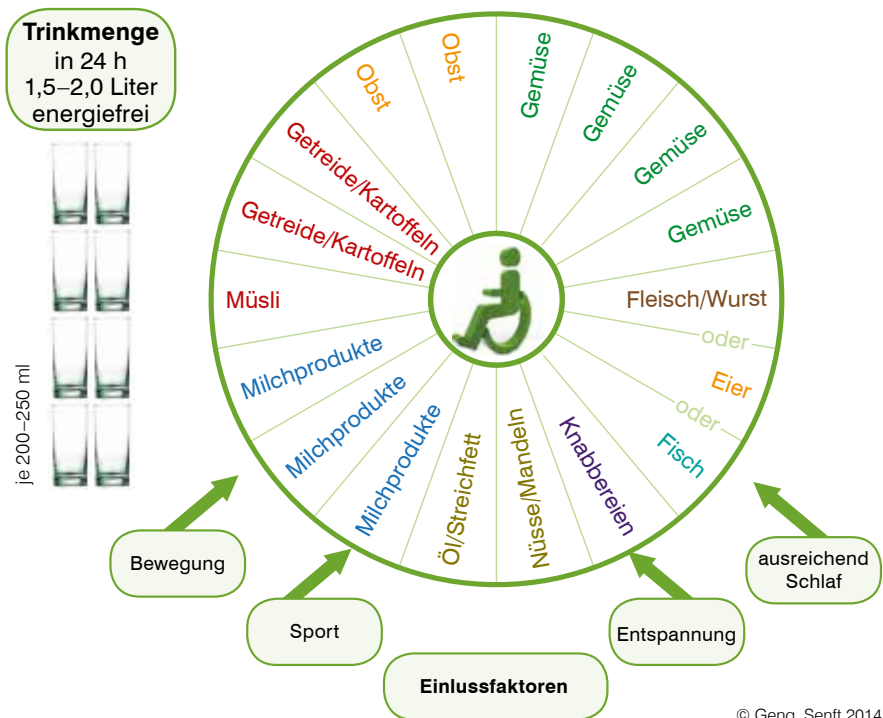 Trinkmenge
in 24 h
1,5–2,0 Liter
energiefrei
je 200–250 ml
Obst
Obst
Gemüse
Gemüse
Gemüse
Gemüse
Fleisch/Wurst
oder
Eier
oder
Fisch
Knabbereien
Nüsse/Mandeln
Öl/Streichfett
Milchprodukte
Milchprodukte
Milchprodukte
Müsli
Getreide/Kartoffeln
Getreide/Kartoffeln
Bewegung
Sport
Entspannung
ausreichend
Schlaf
Einlussfaktoren
© Geng, Senft 2014